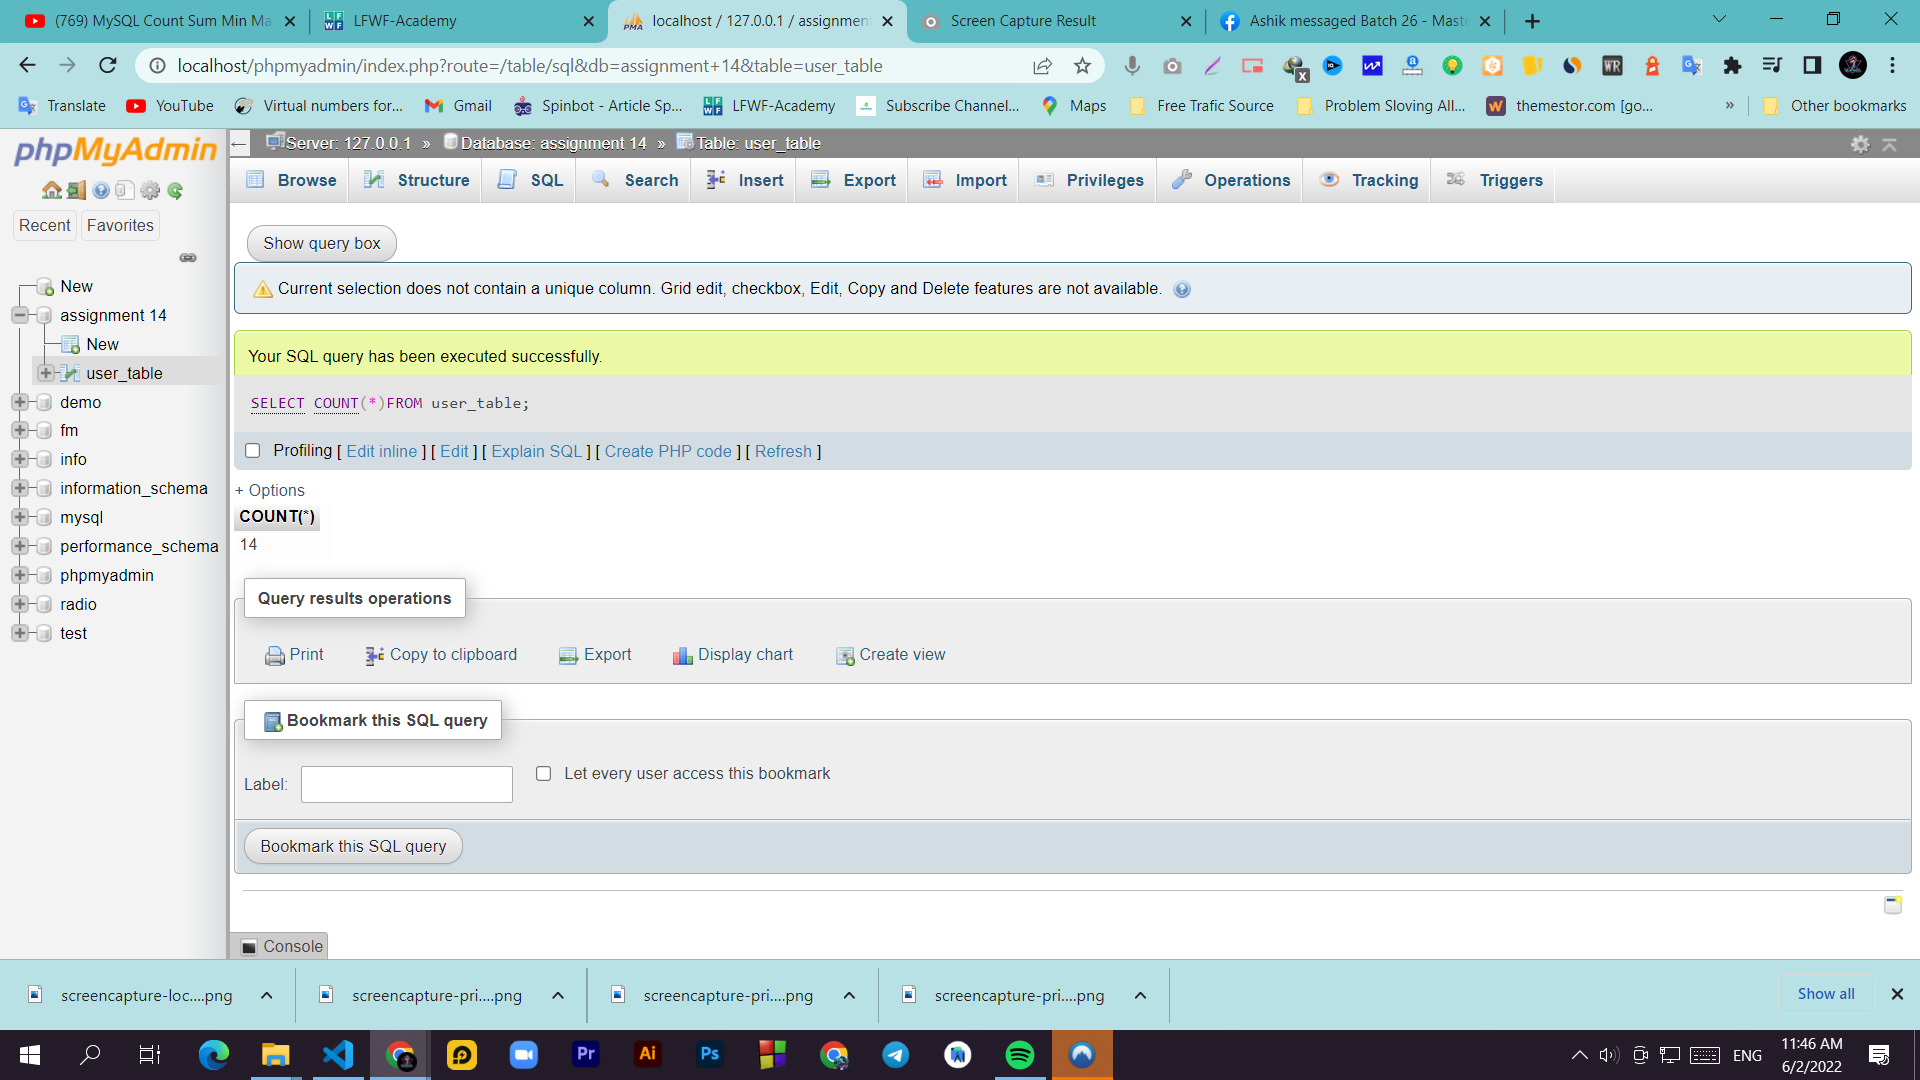 (769) MySQL Count Sum Min Ma
LFWF-Academy
localhost / 127.0.0.1 / assignment
Screen Capture Result
Ashik messaged Batch 26 - Maste
localhost/phpmyadmin/index.php?route=/table/sql&db=assignment+14&table=user_table
Translate
YouTube
Virtual numbers for...
Gmail
Spinbot - Article Sp...
LFWF-Academy
Subscribe Channel...
Maps
Free Trafic Source
Problem Sloving All...
themestor.com [go...
»
Other bookmarks
phpMyAdmin
Recent
Favorites
New
assignment 14
New
user_table
demo
fm
info
information_schema
mysql
performance_schema
phpmyadmin
radio
test
Server: 127.0.0.1 » Database: assignment 14 » Table: user_table
Browse
Structure
SQL
Search
Insert
Export
Import
Privileges
Operations
Tracking
Triggers
Show query box
Current selection does not contain a unique column. Grid edit, checkbox, Edit, Copy and Delete features are not available.
Your SQL query has been executed successfully.
SELECT COUNT(*)FROM user_table;
Profiling [ Edit inline ] [ Edit ] [ Explain SQL ] [ Create PHP code ] [ Refresh ]
+ Options
COUNT(*)
14
Query results operations
Print
Copy to clipboard
Export
Display chart
Create view
Bookmark this SQL query
Label:
Let every user access this bookmark
Bookmark this SQL query
Console
screencapture-loc....png
screencapture-pri....png
screencapture-pri....png
screencapture-pri....png
Show all
Pr
Ai
Ps
ENG
11:46 AM
6/2/2022